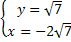 y = √7
x = −2√7